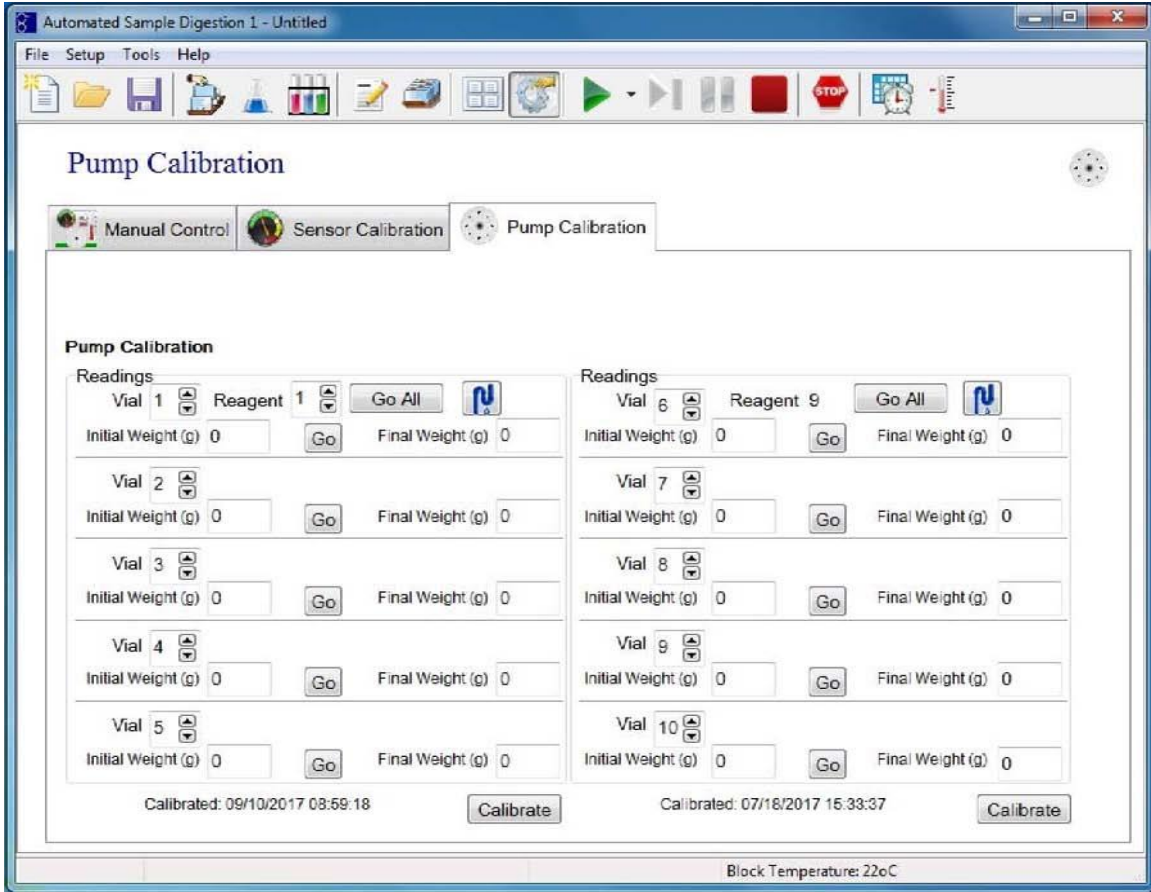 Automated Sample Digestion 1 - Untitled
File Setup Tools Help
STOP
Pump Calibration
Manual Control Sensor Calibration Pump Calibration
Pump Calibration
Readings Readings
Vial 1 Reagent 1 Go All Vial 6 Reagent 9 Go All
Initial Weight (g) 0 Go Final Weight (g) 0 Initial Weight (g) 0 Go Final Weight (g) 0
Vial 2 Vial 7
Initial Weight (g) 0 Go Final Weight (g) 0 Initial Weight (g) 0 Go Final Weight (g) 0
Vial 3 Vial 8
Initial Weight (g) 0 Go Final Weight (g) 0 Initial Weight (g) 0 Go Final Weight (g) 0
Vial 4 Vial 9
Initial Weight (g) 0 Go Final Weight (g) 0 Initial Weight (g) 0 Go Final Weight (g) 0
Vial 5 Vial 10
Initial Weight (g) 0 Go Final Weight (g) 0 Initial Weight (g) 0 Go Final Weight (g) 0
Calibrated: 09/10/2017 08:59:18 Calibrate Calibrated: 07/18/2017 15:33:37 Calibrate
Block Temperature: 22oC